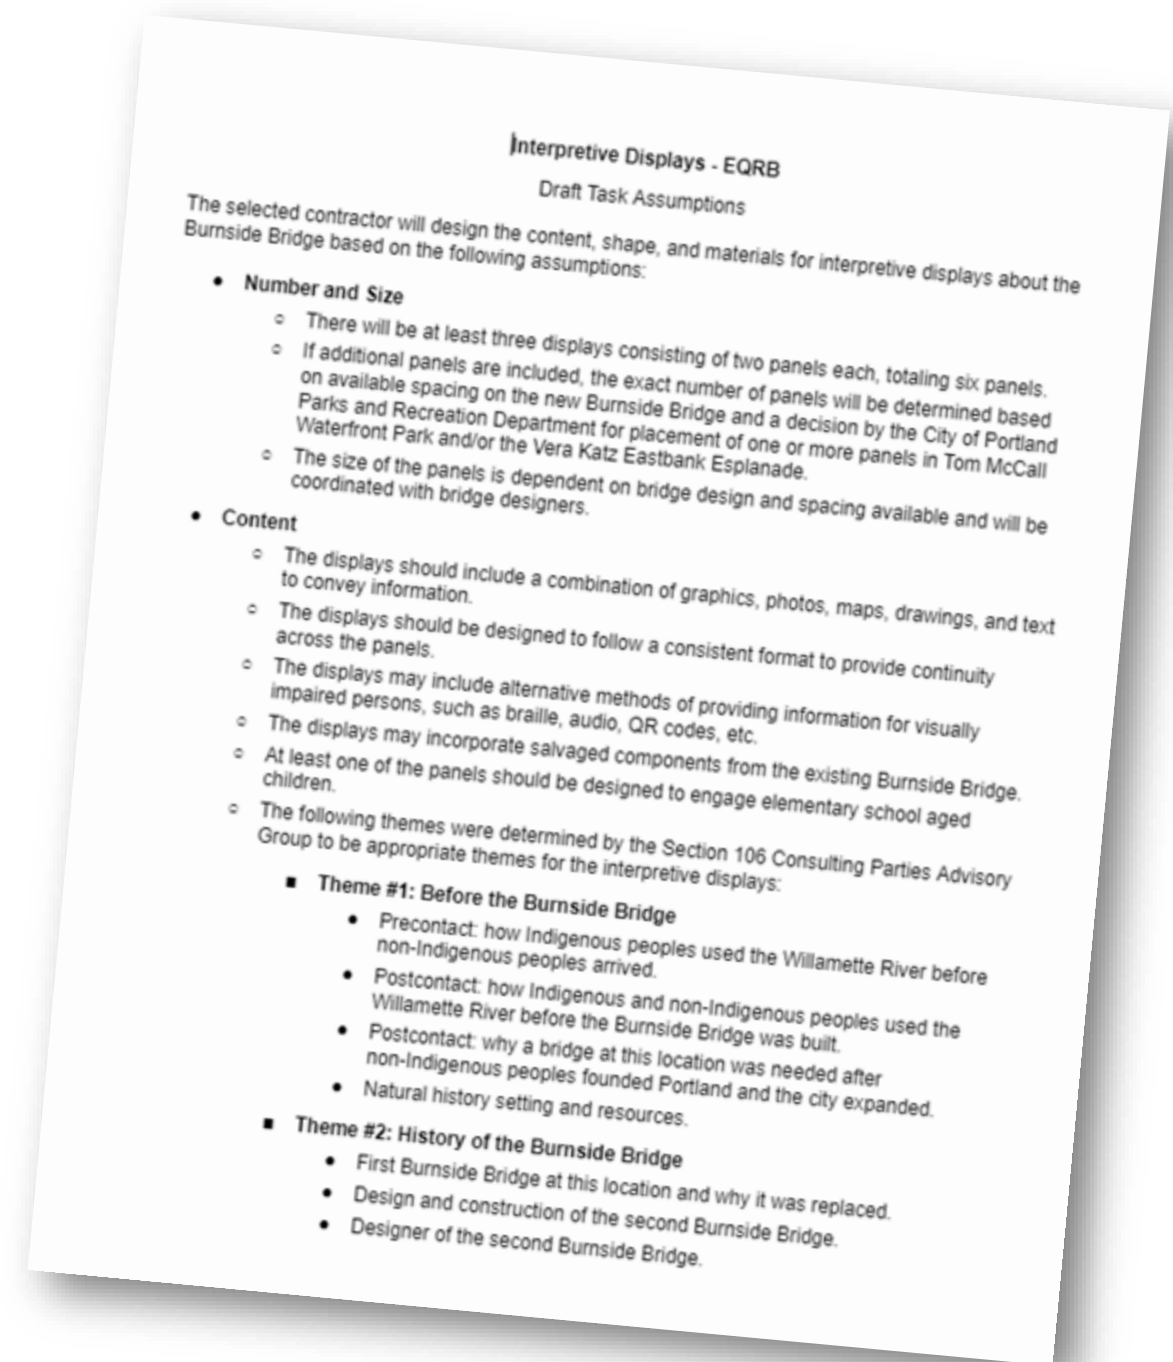 Interpretive Displays - EQRB
Draft Task Assumptions
The selected contractor will design the content, shape, and materials for interpretive displays about the
Burnside Bridge based on the following assumptions:
● Number and Size
○ There will be at least three displays consisting of two panels each, totaling six panels.
○ If additional panels are included, the exact number of panels will be determined based
on available spacing on the new Burnside Bridge and a decision by the City of Portland
Parks and Recreation Department for placement of one or more panels in Tom McCall
Waterfront Park and/or the Vera Katz Eastbank Esplanade.
○ The size of the panels is dependent on bridge design and spacing available and will be
coordinated with bridge designers.
● Content
○ The displays should include a combination of graphics, photos, maps, drawings, and text
to convey information.
○ The displays should be designed to follow a consistent format to provide continuity
across the panels.
○ The displays may include alternative methods of providing information for visually
impaired persons, such as braille, audio, QR codes, etc.
○ The displays may incorporate salvaged components from the existing Burnside Bridge.
○ At least one of the panels should be designed to engage elementary school aged
children.
○ The following themes were determined by the Section 106 Consulting Parties Advisory
Group to be appropriate themes for the interpretive displays:
■ Theme #1: Before the Burnside Bridge
● Precontact: how Indigenous peoples used the Willamette River before
non-Indigenous peoples arrived.
● Postcontact: how Indigenous and non-Indigenous peoples used the
Willamette River before the Burnside Bridge was built.
● Postcontact: why a bridge at this location was needed after
non-Indigenous peoples founded Portland and the city expanded.
● Natural history setting and resources.
■ Theme #2: History of the Burnside Bridge
● First Burnside Bridge at this location and why it was replaced.
● Design and construction of the second Burnside Bridge.
● Designer of the second Burnside Bridge.